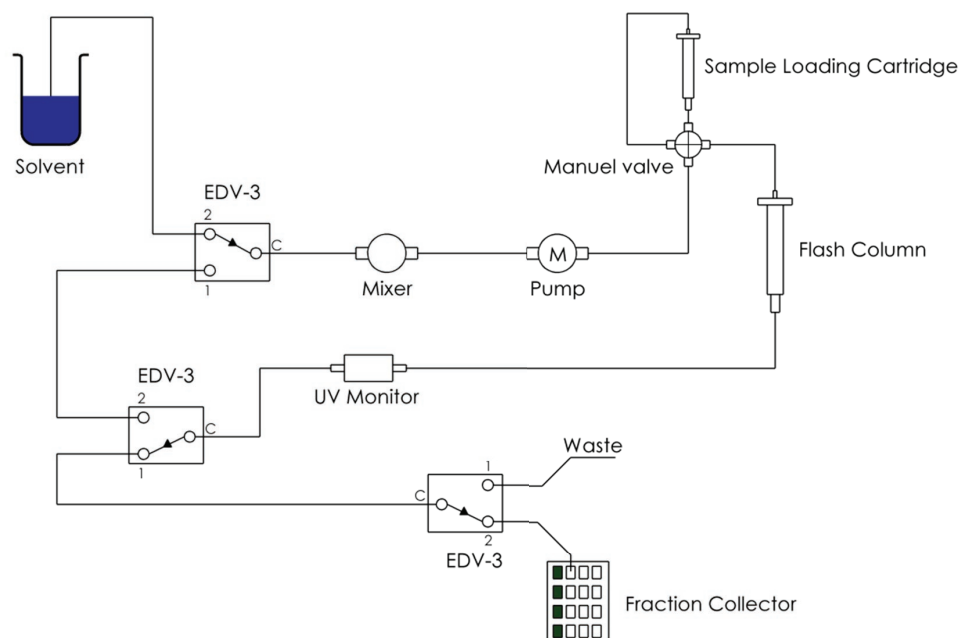 Sample Loading Cartridge
Solvent
Manuel valve
EDV-3
2
C
1
Mixer
M
Pump
Flash Column
EDV-3
2
C
1
UV Monitor
Waste
1
C
2
EDV-3
Fraction Collector